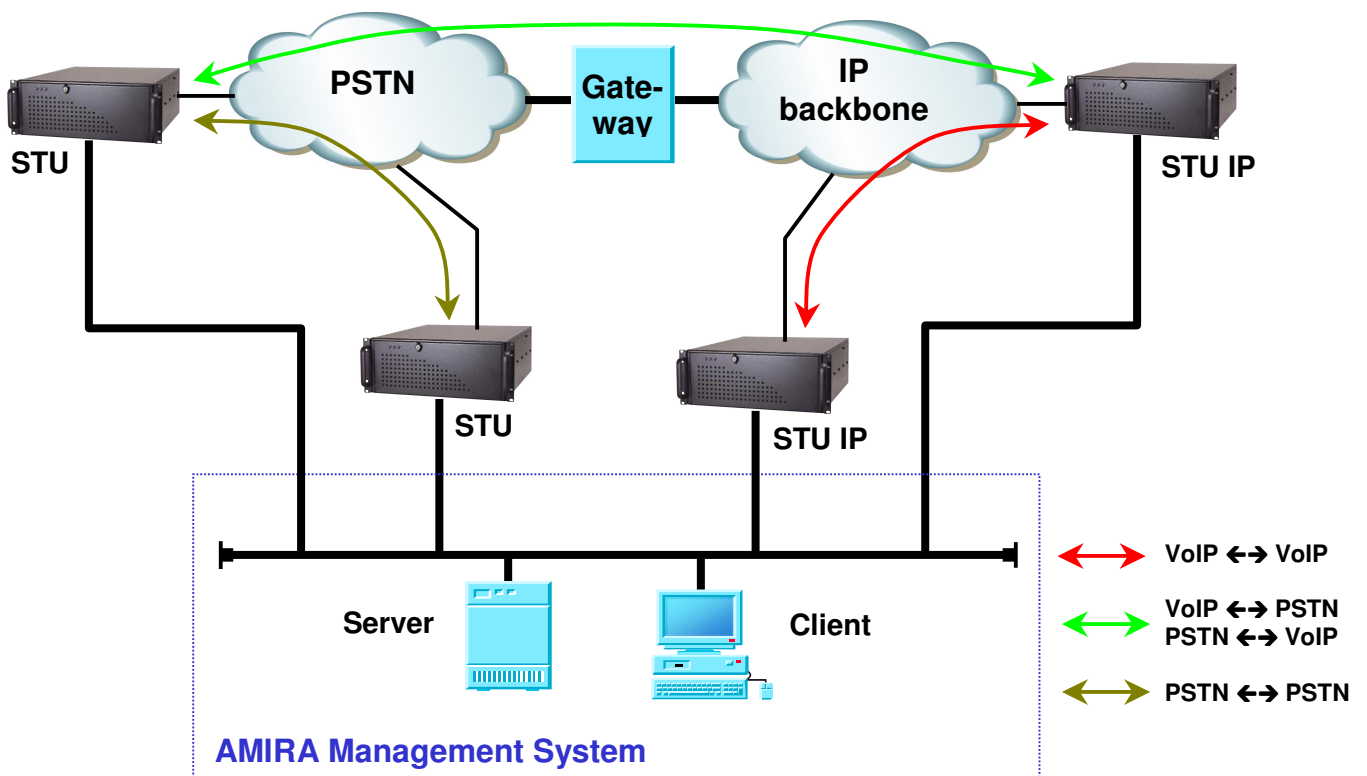 PSTN
Gate-
way
IP
backbone
STU
STU IP
STU
STU IP
Server
Client
VoIP ←→ VoIP
VoIP ←→ PSTN
PSTN ←→ VoIP
PSTN ←→ PSTN
AMIRA Management System